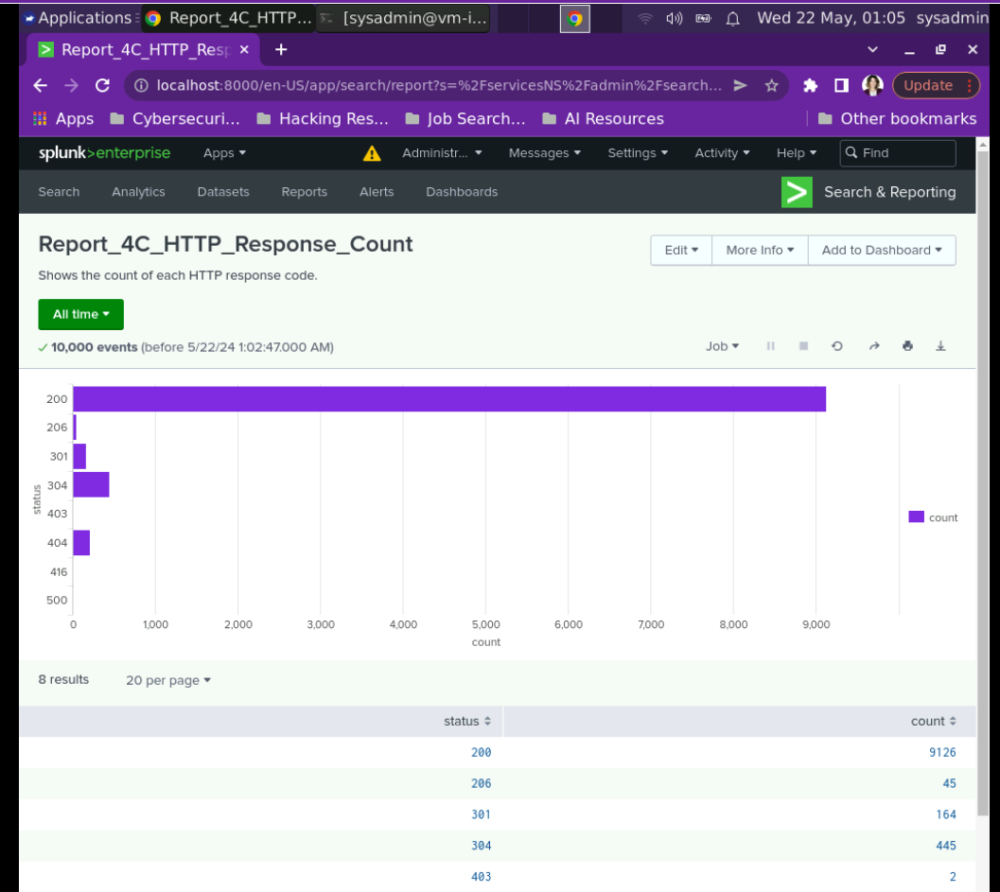 Applications
Report_4C_HTTP...
[sysadmin@vm-i...
Wed 22 May, 01:05 sysadmin
Report_4C_HTTP_Resp
localhost:8000/en-US/app/search/report?s=%2FservicesNS%2Fadmin%2Fsearch...
Update
Apps Cybersecuri... Hacking Res... Job Search... AI Resources Other bookmarks
splunk>enterprise Apps Administr... Messages Settings Activity Help Find
Search Analytics Datasets Reports Alerts Dashboards Search & Reporting
Report_4C_HTTP_Response_Count
Edit More Info Add to Dashboard
Shows the count of each HTTP response code.
All time
10,000 events (before 5/22/24 1:02:47.000 AM)
Job
200
206
301
304
403
404
416
500
status
count
0 1,000 2,000 3,000 4,000 5,000 6,000 7,000 8,000 9,000
count
8 results 20 per page
status count
200 9126
206 45
301 164
304 445
403 2